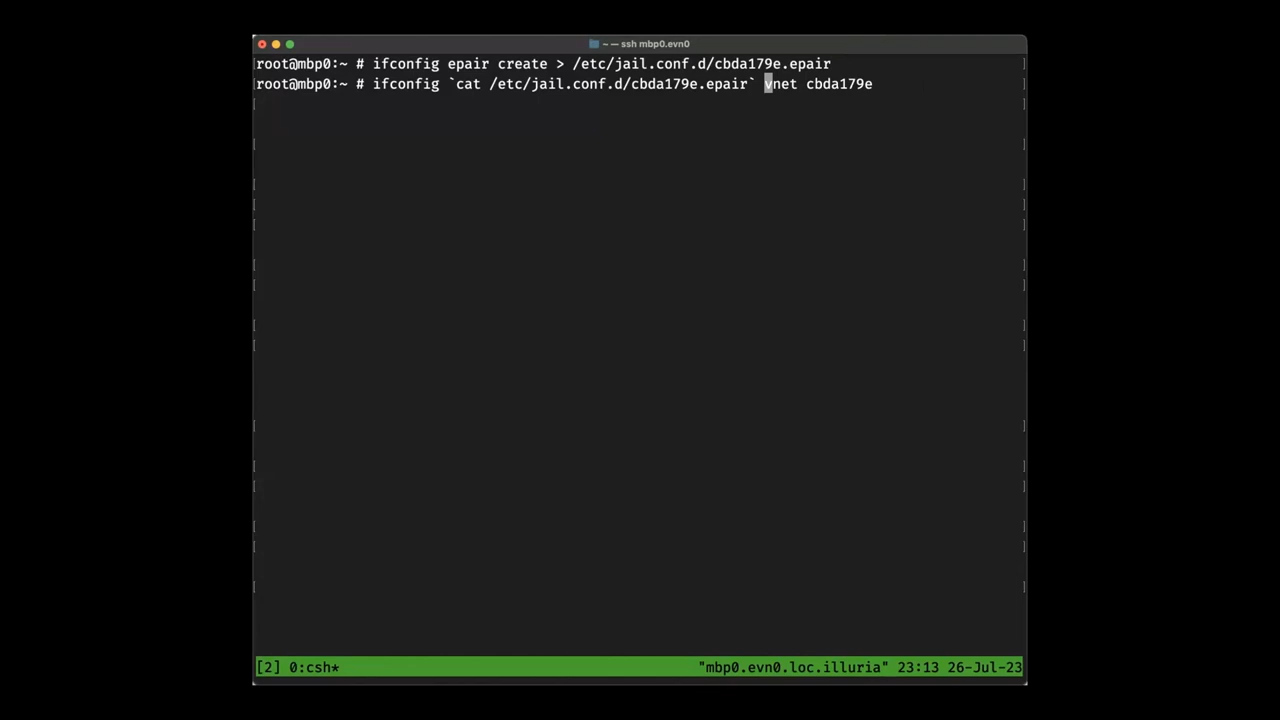 ~ — ssh mbp0.evn0
root@mbp0:~ # ifconfig epair create > /etc/jail.conf.d/cbda179e.epair
root@mbp0:~ # ifconfig `cat /etc/jail.conf.d/cbda179e.epair` vnet cbda179e
[2] 0:csh* "mbp0.evn0.loc.illuria" 23:13 26-Jul-23